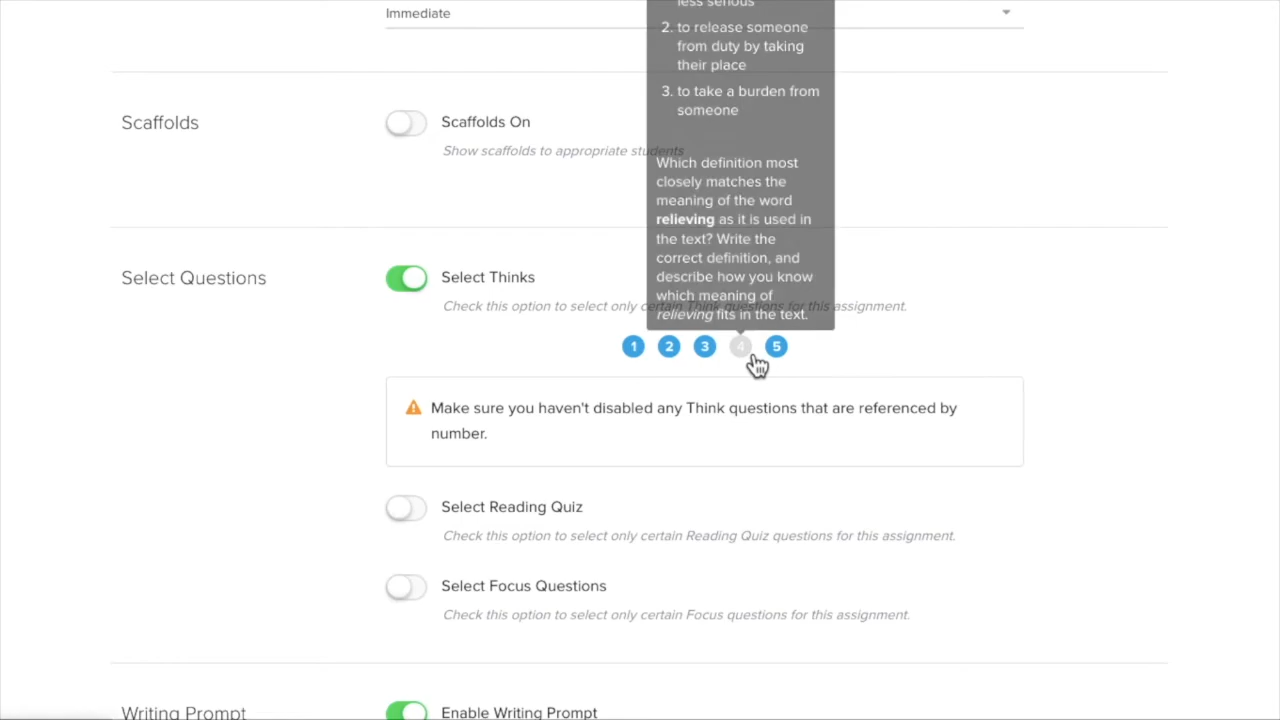 Immediate
less serious
2. to release someone
from duty by taking
their place
3. to take a burden from
someone
Scaffolds
Scaffolds On
Show scaffolds to appropriate students
Which definition most
closely matches the
meaning of the word
relieving as it is used in
the text? Write the
correct definition, and
describe how you know
which meaning of
relieving fits in the text.
Select Questions
Select Thinks
Check this option to select only certain Think questions for this assignment.
1 2 3 4 5
Make sure you haven't disabled any Think questions that are referenced by
number.
Select Reading Quiz
Check this option to select only certain Reading Quiz questions for this assignment.
Select Focus Questions
Check this option to select only certain Focus questions for this assignment.
Writing Prompt
Enable Writing Prompt